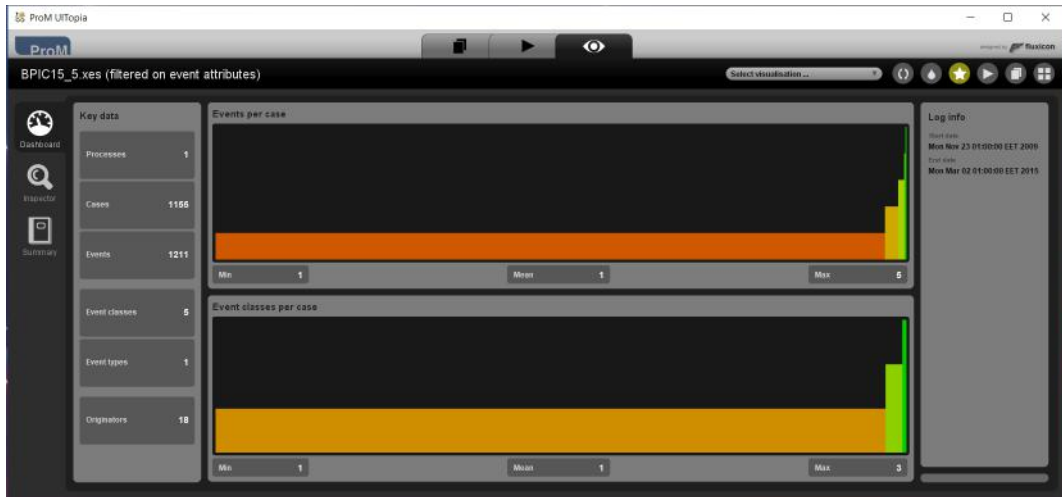 ProM UITopia
ProM
designed by fluxicon
BPIC15_5.xes (filtered on event attributes)
Select visualisation ...
Dashboard
Inspector
Summary
Key data
Processes 1
Cases 1156
Events 1211
Event classes 5
Event types 1
Originators 18
Events per case
Min 1
Mean 1
Max 5
Event classes per case
Min 1
Mean 1
Max 3
Log info
Start date
Mon Nov 23 01:00:00 EET 2009
End date
Mon Mar 02 01:00:00 EET 2015